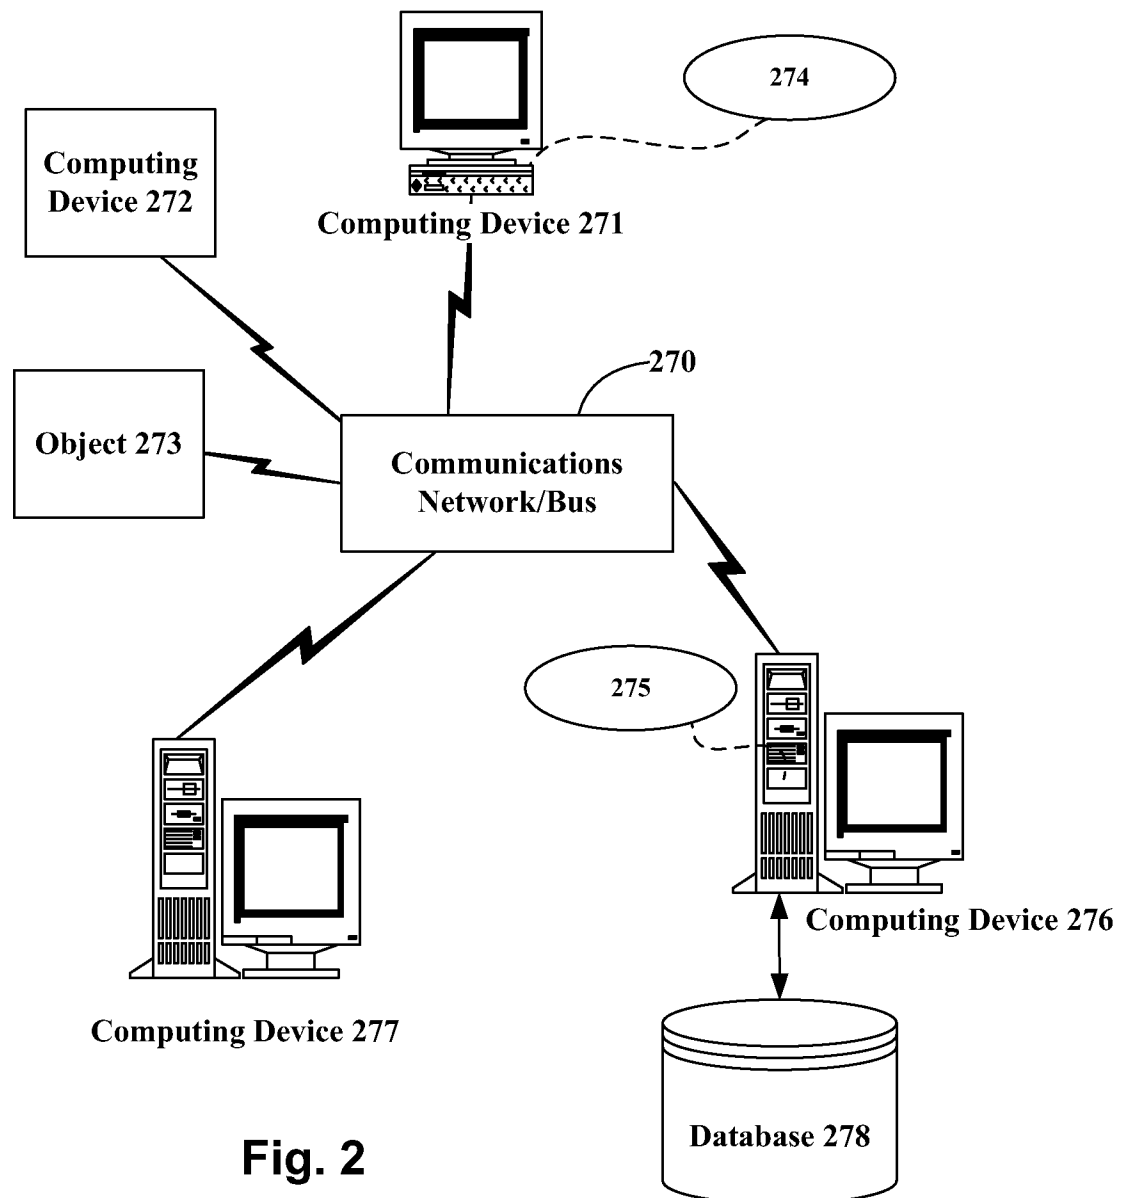 274
Computing
Device 272
Computing Device 271
270
Object 273
Communications
Network/Bus
275
Computing Device 276
Computing Device 277
Database 278
Fig. 2